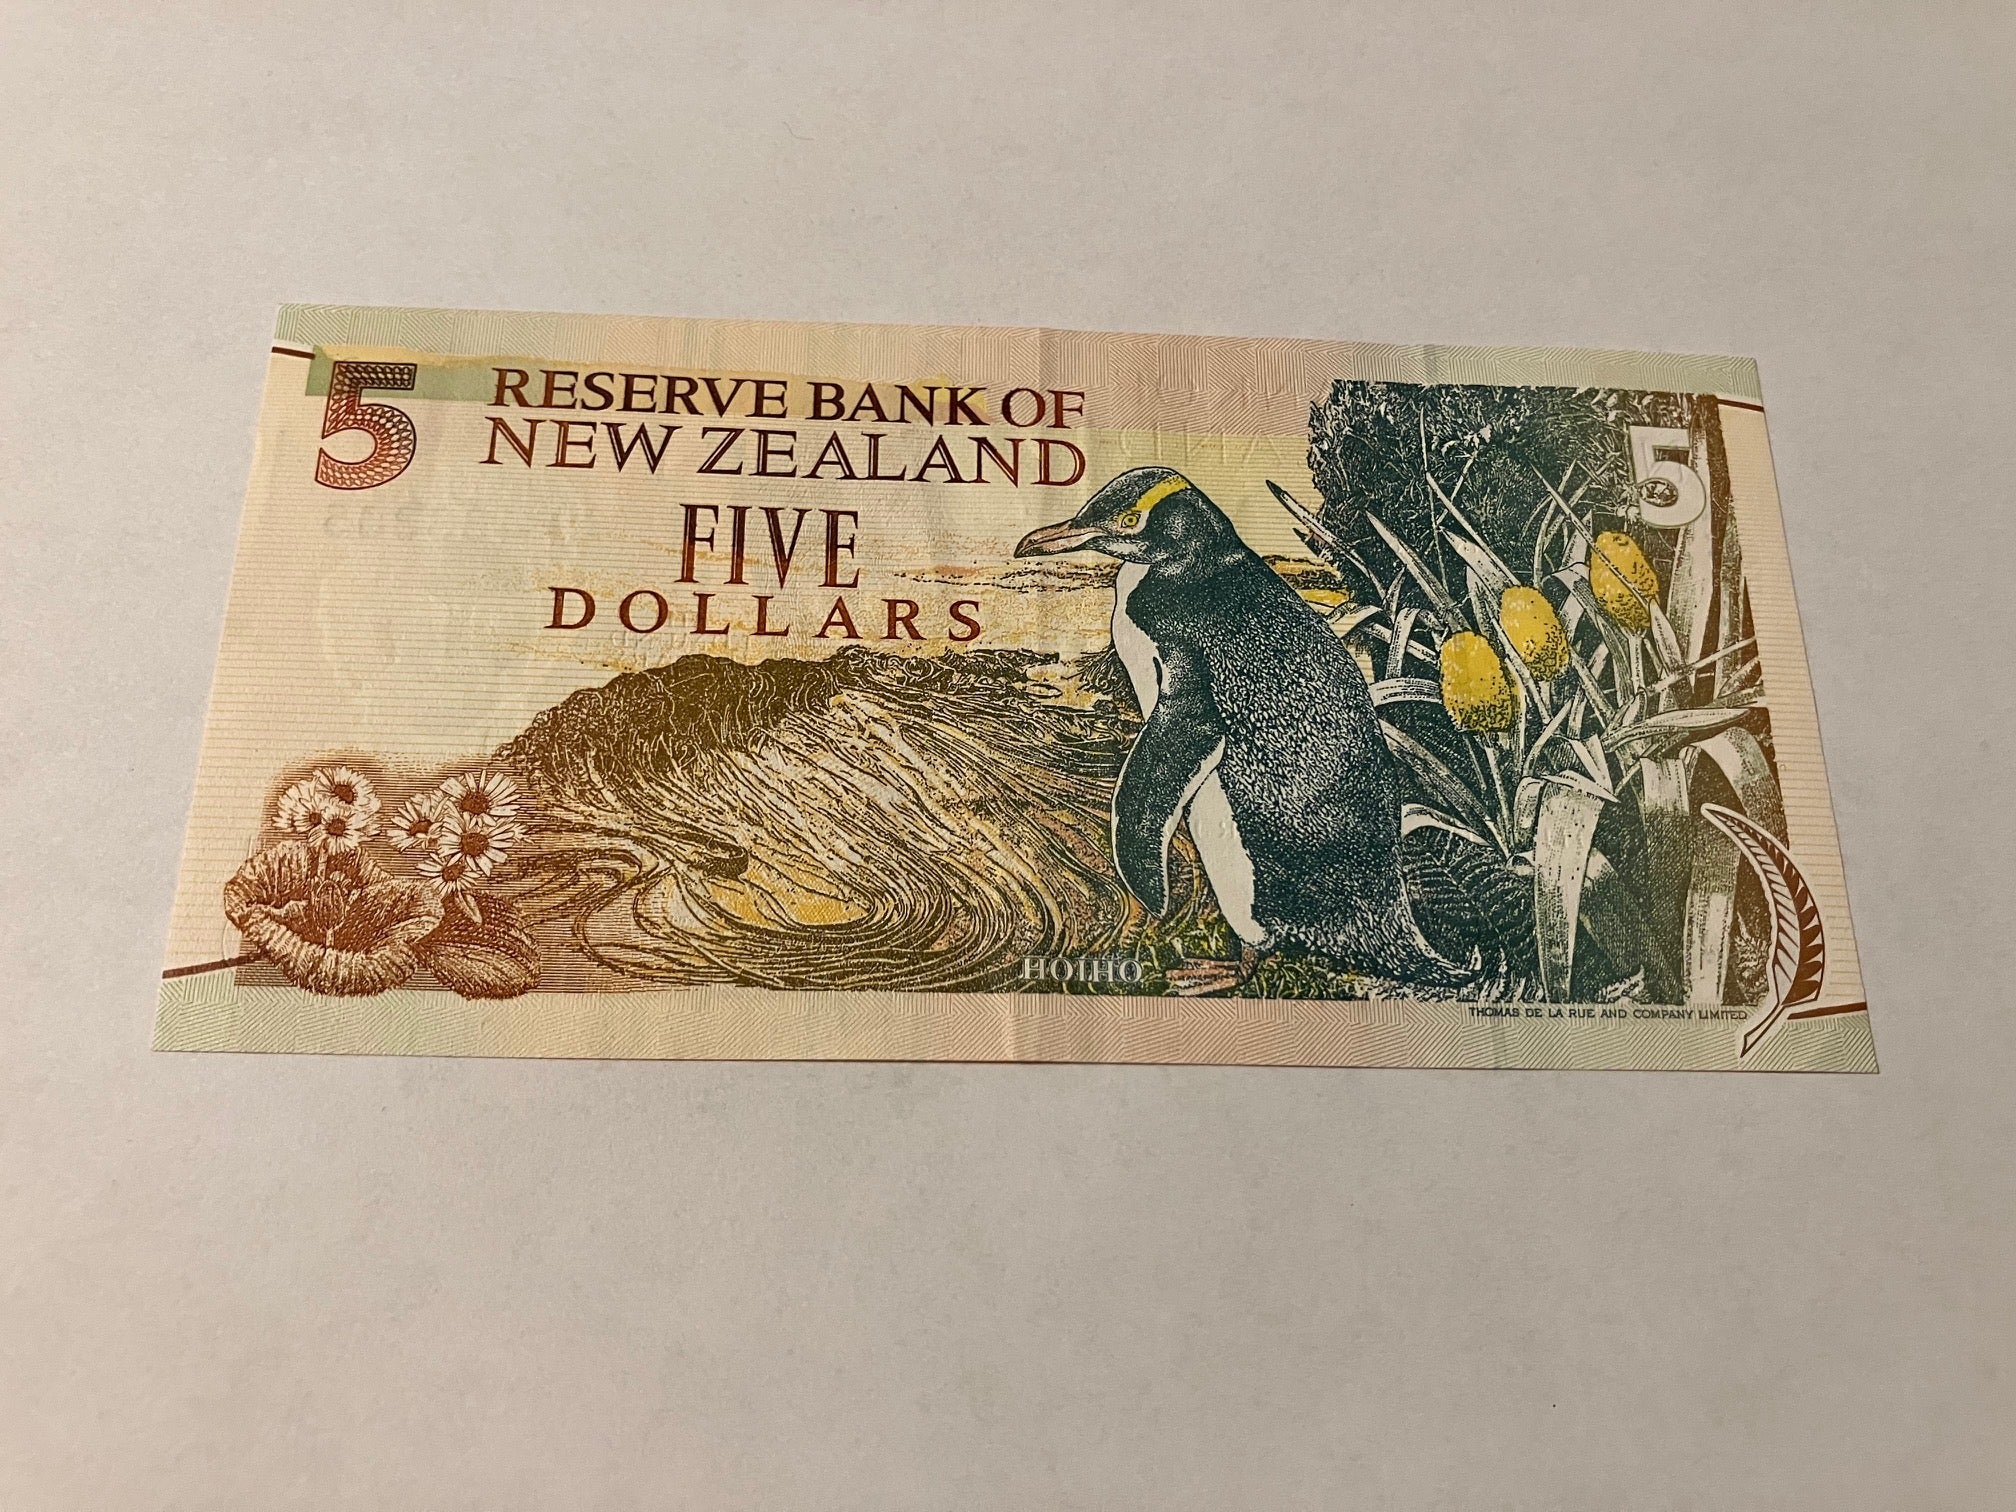 5
RESERVE BANK OF
NEW ZEALAND
FIVE
DOLLARS
5
HOIHO
THOMAS DE LA RUE AND COMPANY LIMITED